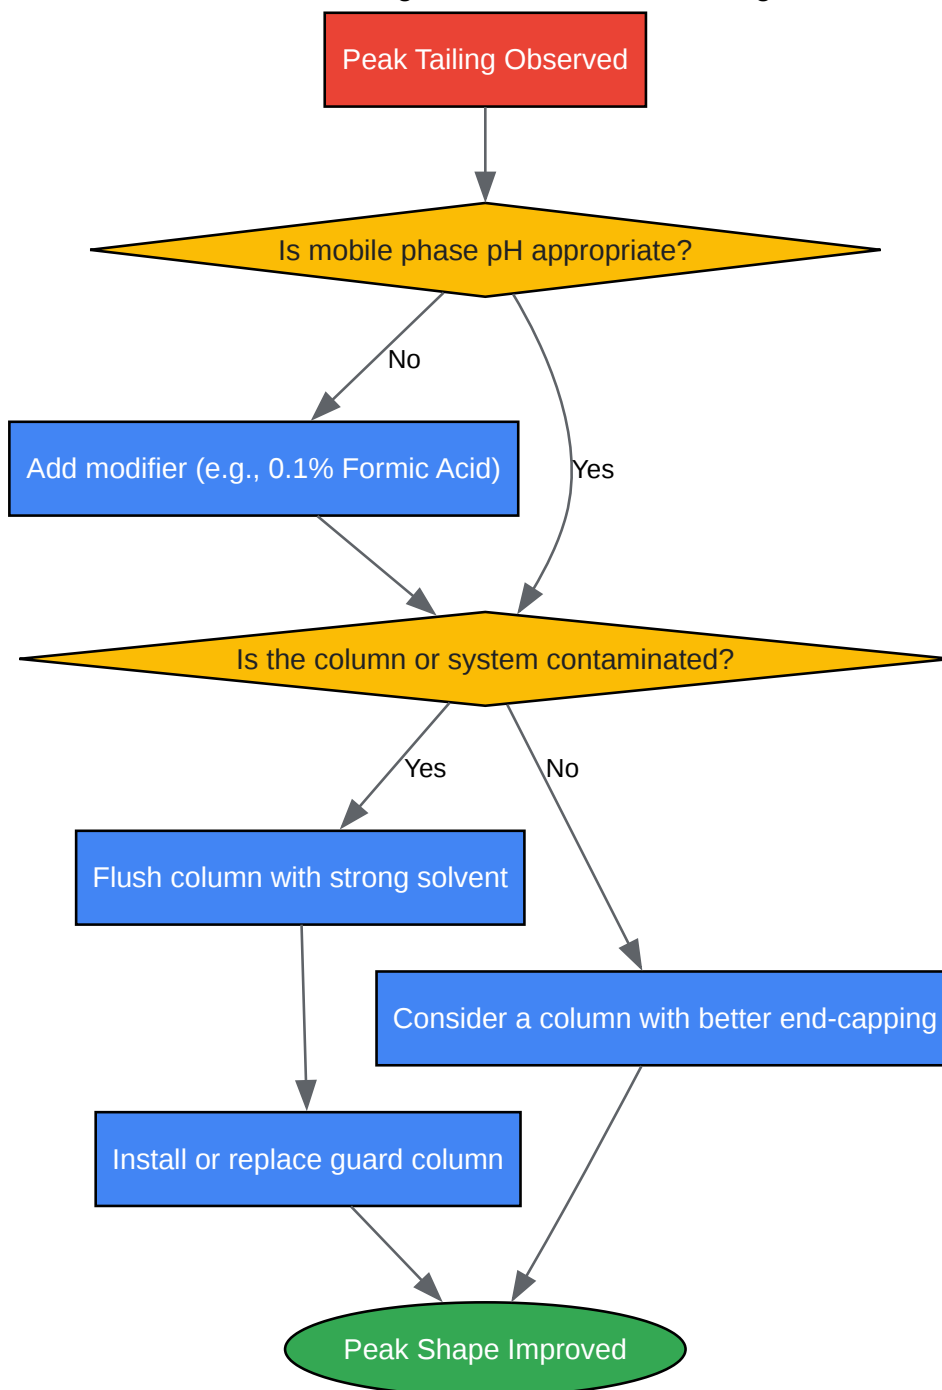 Peak Tailing Observed
Is mobile phase pH appropriate?
No
Add modifier (e.g., 0.1% Formic Acid)
Yes
Is the column or system contaminated?
Yes
No
Flush column with strong solvent
Consider a column with better end-capping
Install or replace guard column
Peak Shape Improved